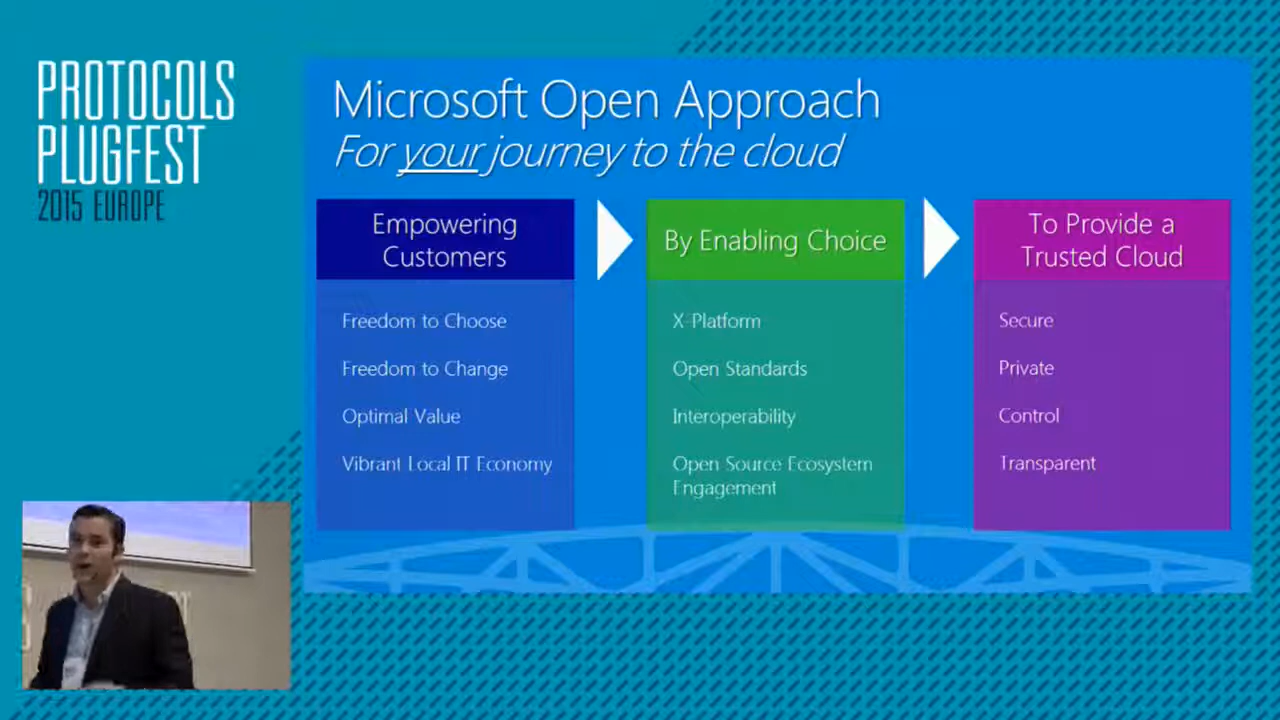 PROTOCOLS
PLUGFEST
2015 EUROPE
Microsoft Open Approach
For your journey to the cloud
Empowering
Customers
Freedom to Choose
Freedom to Change
Optimal Value
Vibrant Local IT Economy
By Enabling Choice
X-Platform
Open Standards
Interoperability
Open Source Ecosystem
Engagement
To Provide a
Trusted Cloud
Secure
Private
Control
Transparent